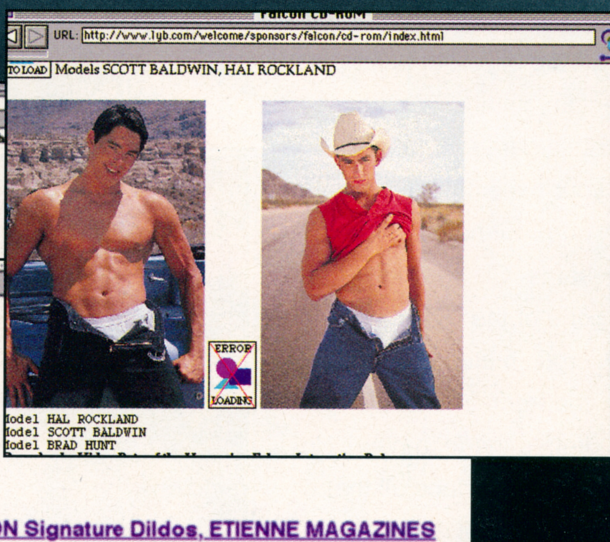 Falcon CD-ROM
URL: http://www.lyb.com/welcome/sponsors/falcon/cd-rom/index.html
TO LOAD Models SCOTT BALDWIN, HAL ROCKLAND
ERROR
LOADING
Model HAL ROCKLAND
Model SCOTT BALDWIN
Model BRAD HUNT
ON Signature Dildos, ETIENNE MAGAZINES